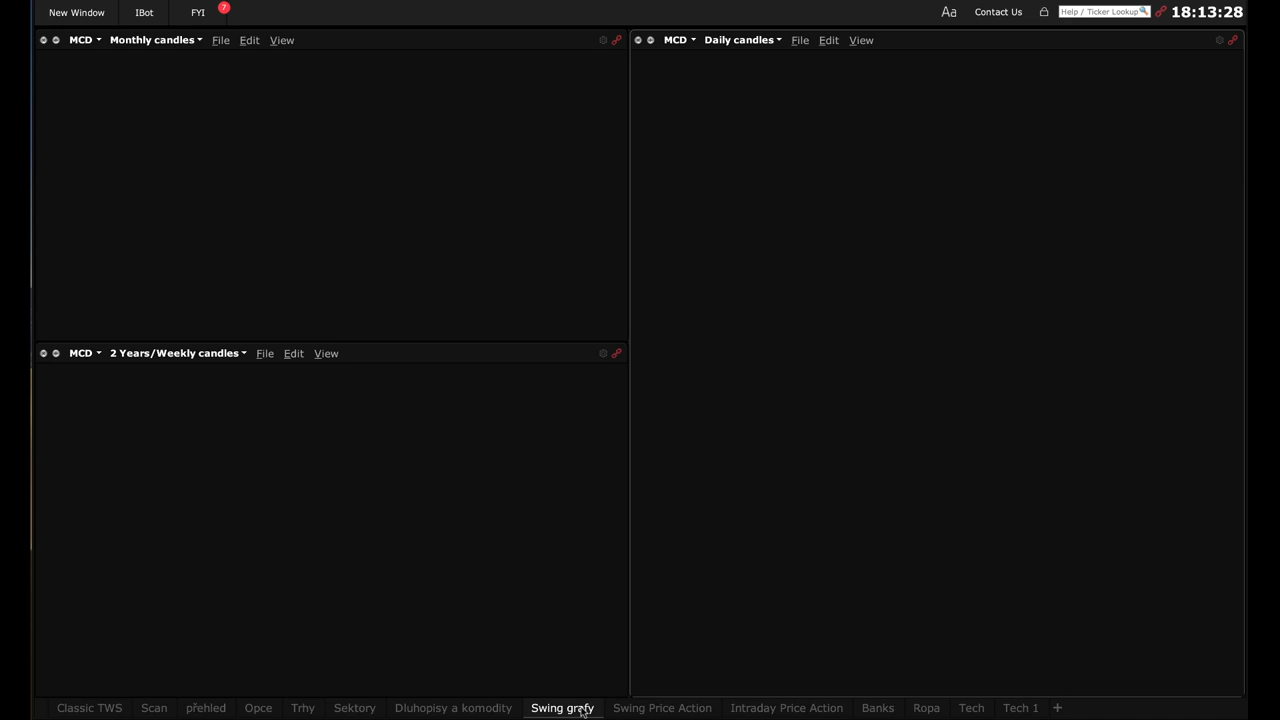 New Window IBot FYI 7 Aa Contact Us Help / Ticker Lookup 18:13:28
MCD Monthly candles File Edit View
MCD Daily candles File Edit View
MCD 2 Years/Weekly candles File Edit View
Classic TWS Scan přehled Opce Trhy Sektory Dluhopisy a komodity Swing grafy Swing Price Action Intraday Price Action Banks Ropa Tech Tech 1 +